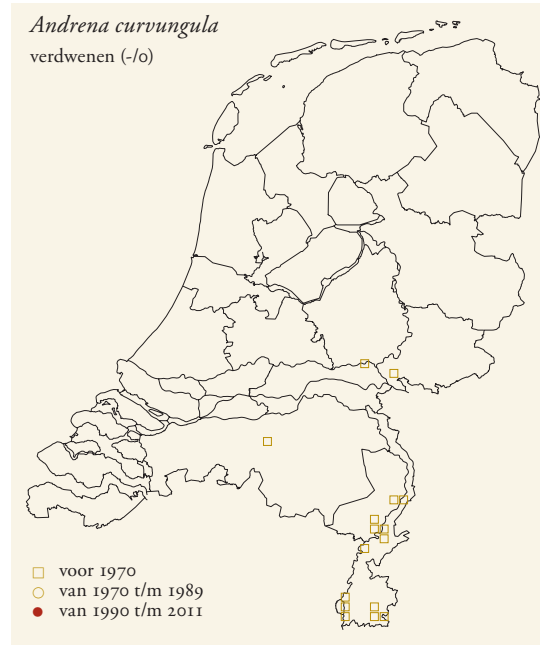 Andrena curvungula
verdwenen (-/0)
voor 1970
van 1970 t/m 1989
van 1990 t/m 2011